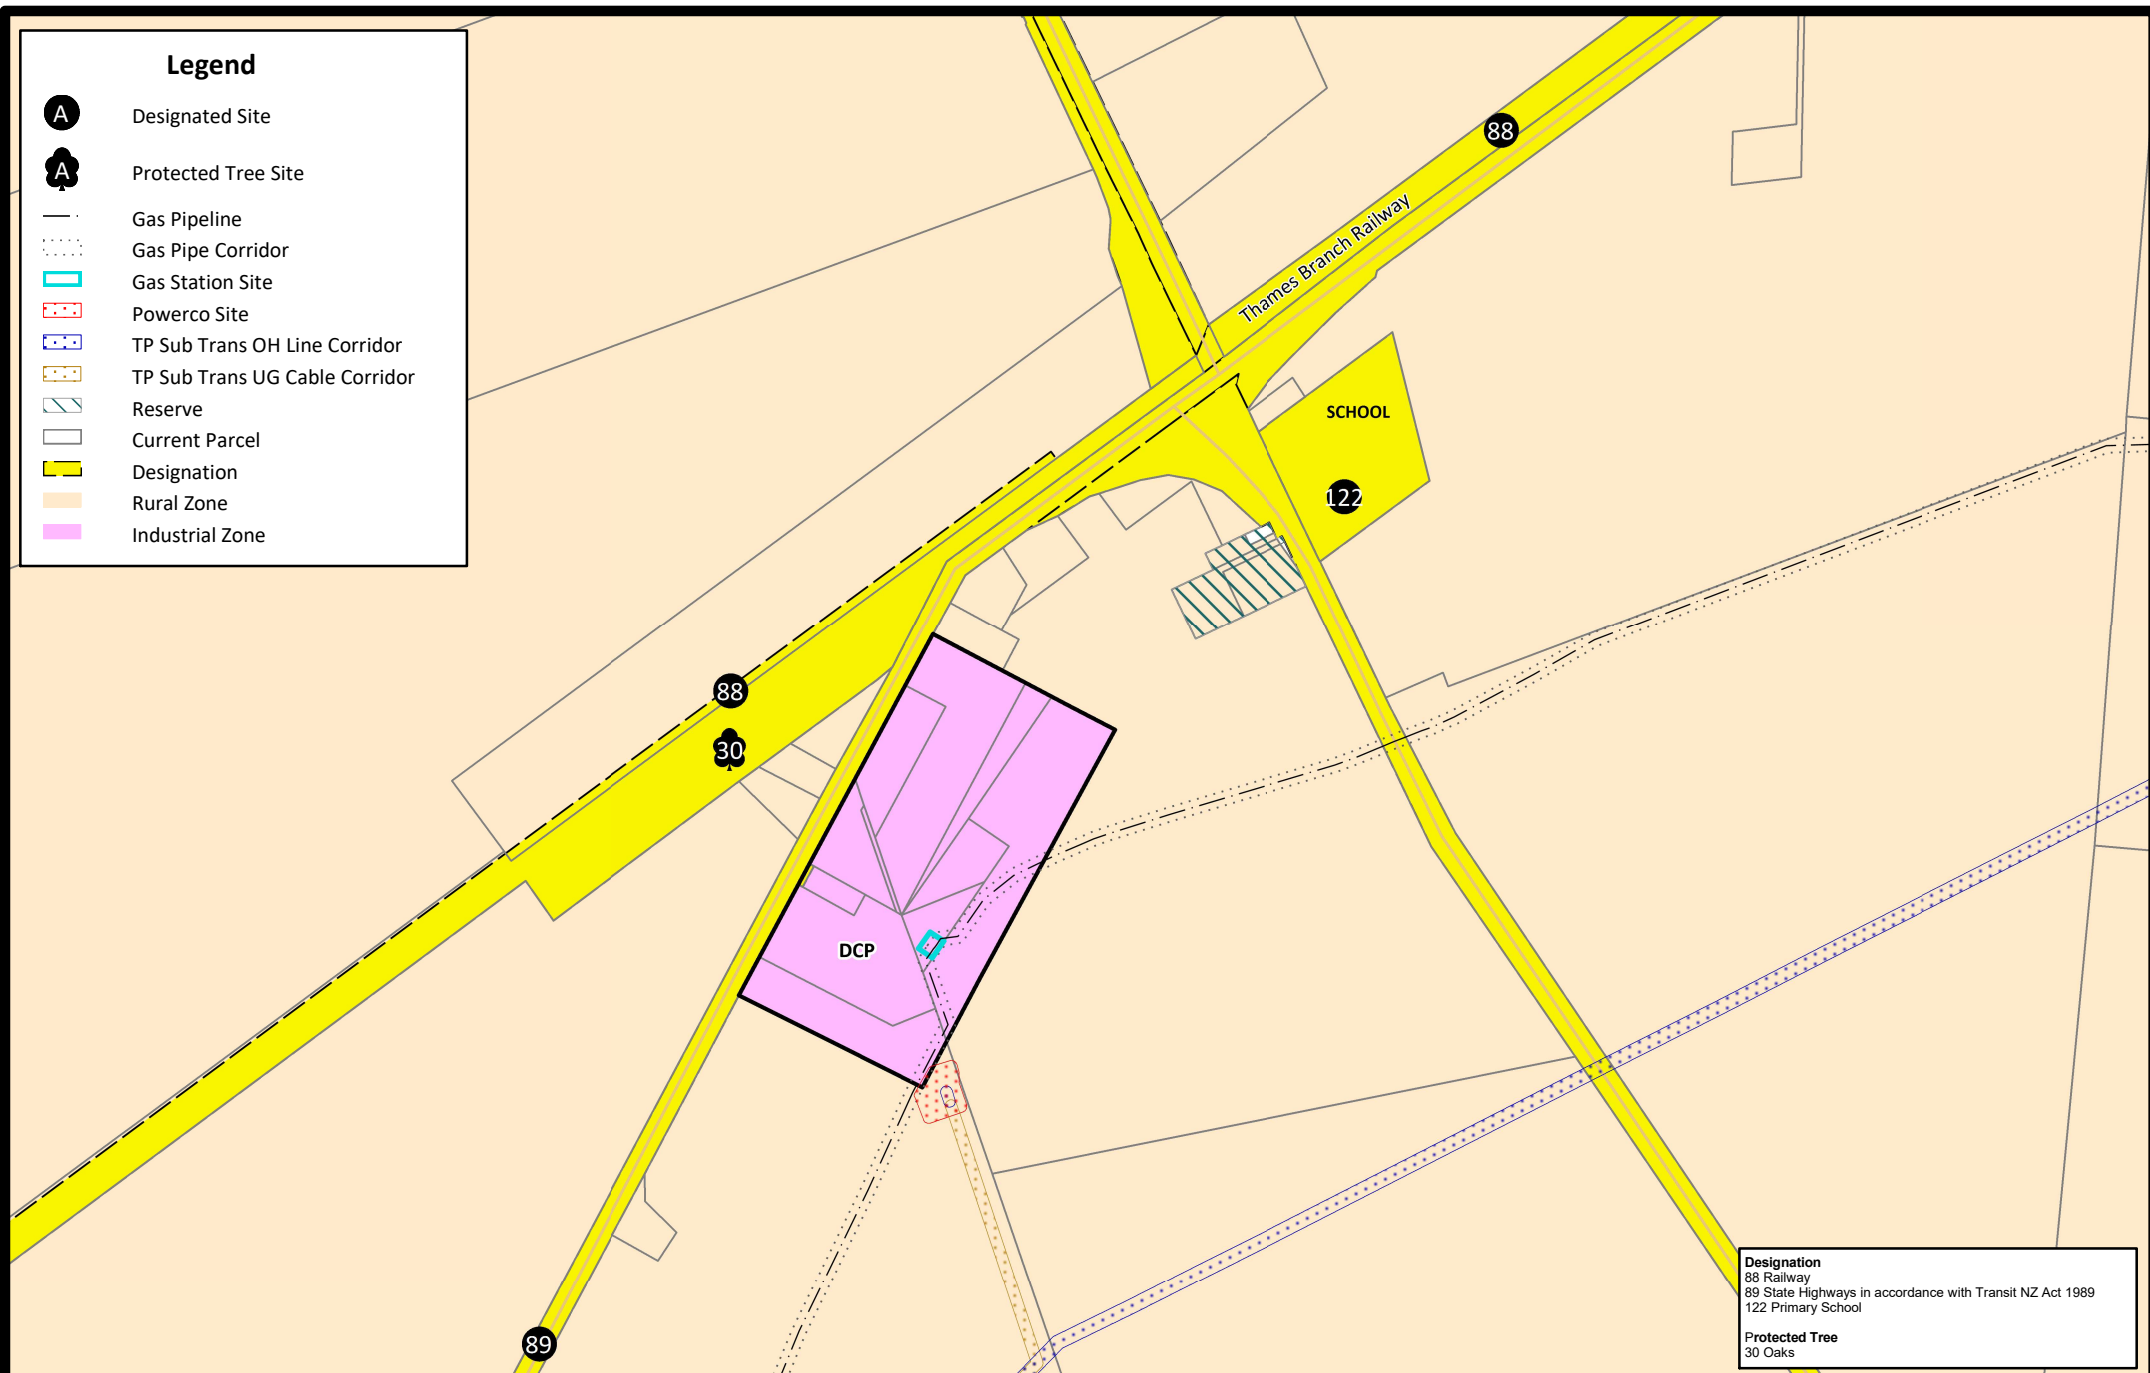 Legend
A
Designated Site
A
Protected Tree Site
Gas Pipeline
Gas Pipe Corridor
Gas Station Site
Powerco Site
TP Sub Trans OH Line Corridor
TP Sub Trans UG Cable Corridor
Reserve
Current Parcel
Designation
Rural Zone
Industrial Zone
88
Thames Branch Railway
SCHOOL
122
88
30
DCP
89
Designation
88 Railway
89 State Highways in accordance with Transit NZ Act 1989
122 Primary School
Protected Tree
30 Oaks